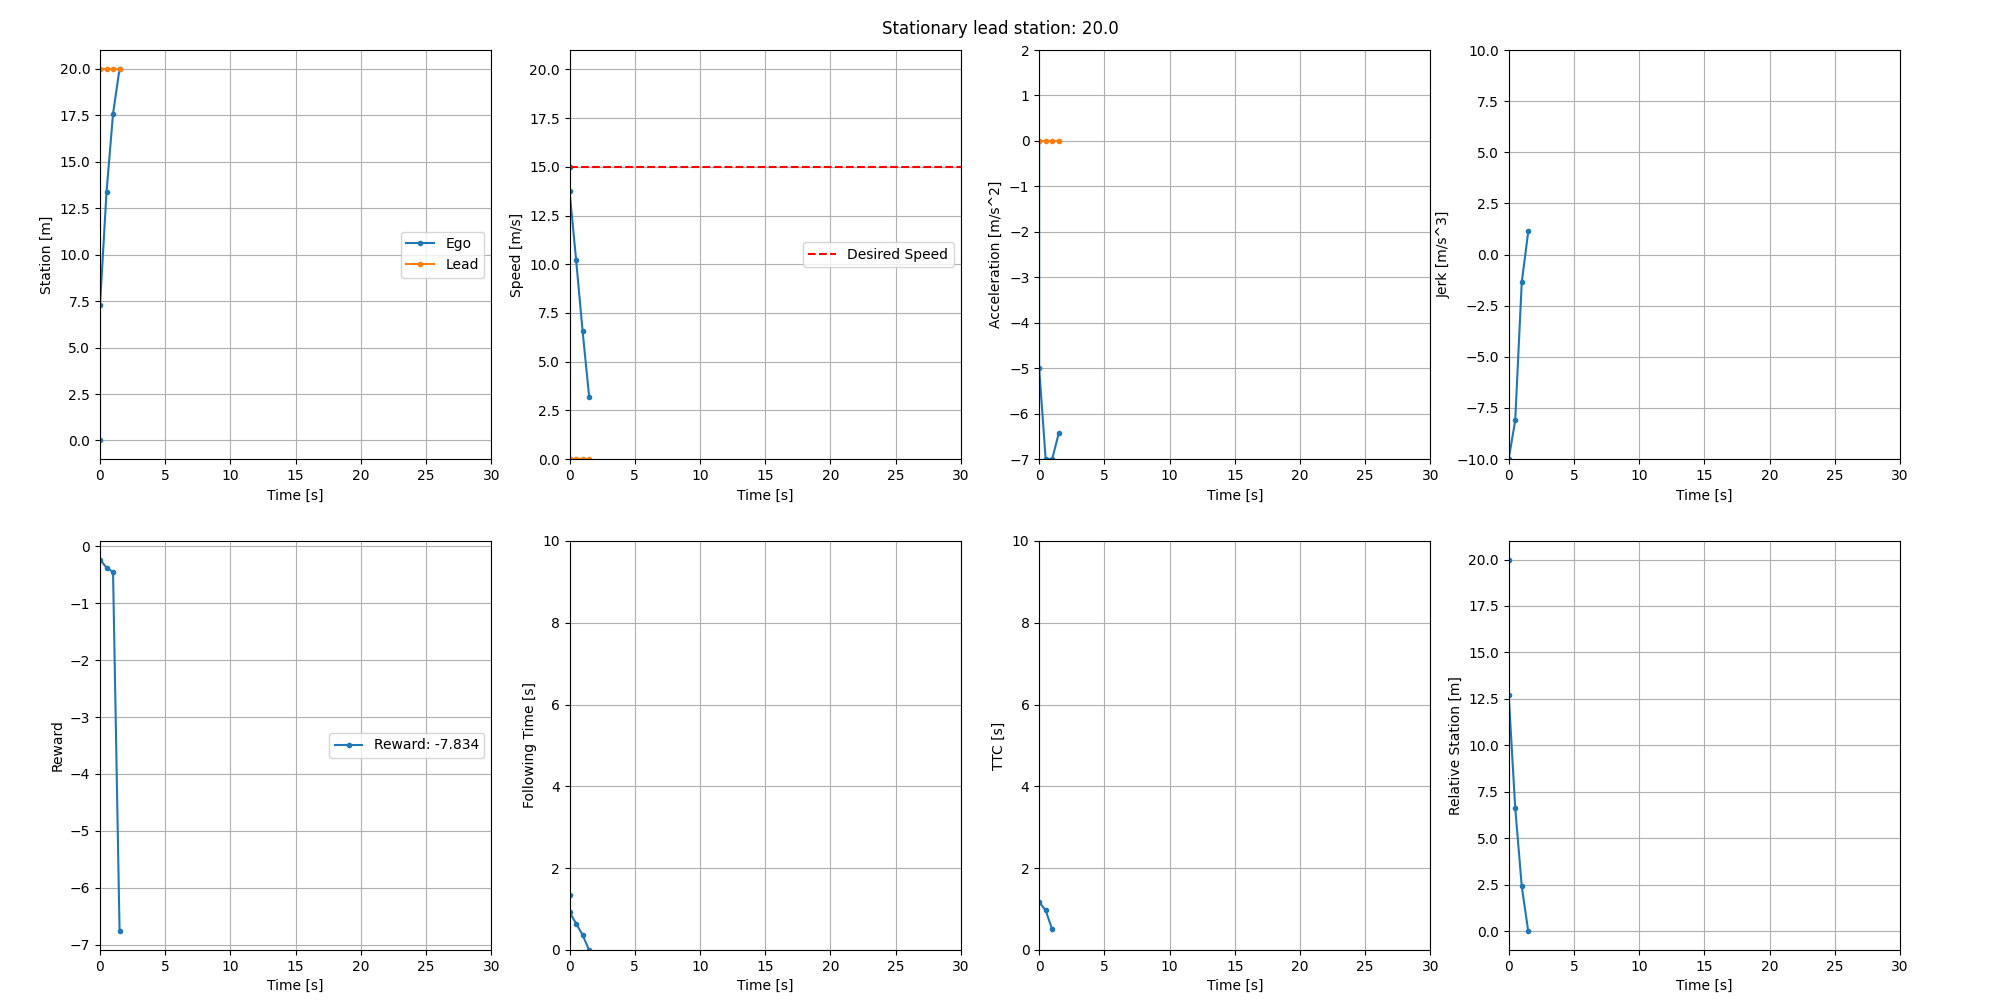 Stationary lead station: 20.0
Station [m]
20.0
17.5
15.0
12.5
10.0
7.5
5.0
2.5
0.0
Ego
Lead
0 5 10 15 20 25 30
Time [s]
Speed [m/s]
20.0
17.5
15.0
12.5
10.0
7.5
5.0
2.5
0.0
Desired Speed
0 5 10 15 20 25 30
Time [s]
Acceleration [m/s^2]
2
1
0
−1
−2
−3
−4
−5
−6
−7
0 5 10 15 20 25 30
Time [s]
Jerk [m/s^3]
10.0
7.5
5.0
2.5
0.0
−2.5
−5.0
−7.5
−10.0
0 5 10 15 20 25 30
Time [s]
Reward
0
−1
−2
−3
−4
−5
−6
−7
Reward: -7.834
0 5 10 15 20 25 30
Time [s]
Following Time [s]
10
8
6
4
2
0
0 5 10 15 20 25 30
Time [s]
TTC [s]
10
8
6
4
2
0
0 5 10 15 20 25 30
Time [s]
Relative Station [m]
20.0
17.5
15.0
12.5
10.0
7.5
5.0
2.5
0.0
0 5 10 15 20 25 30
Time [s]